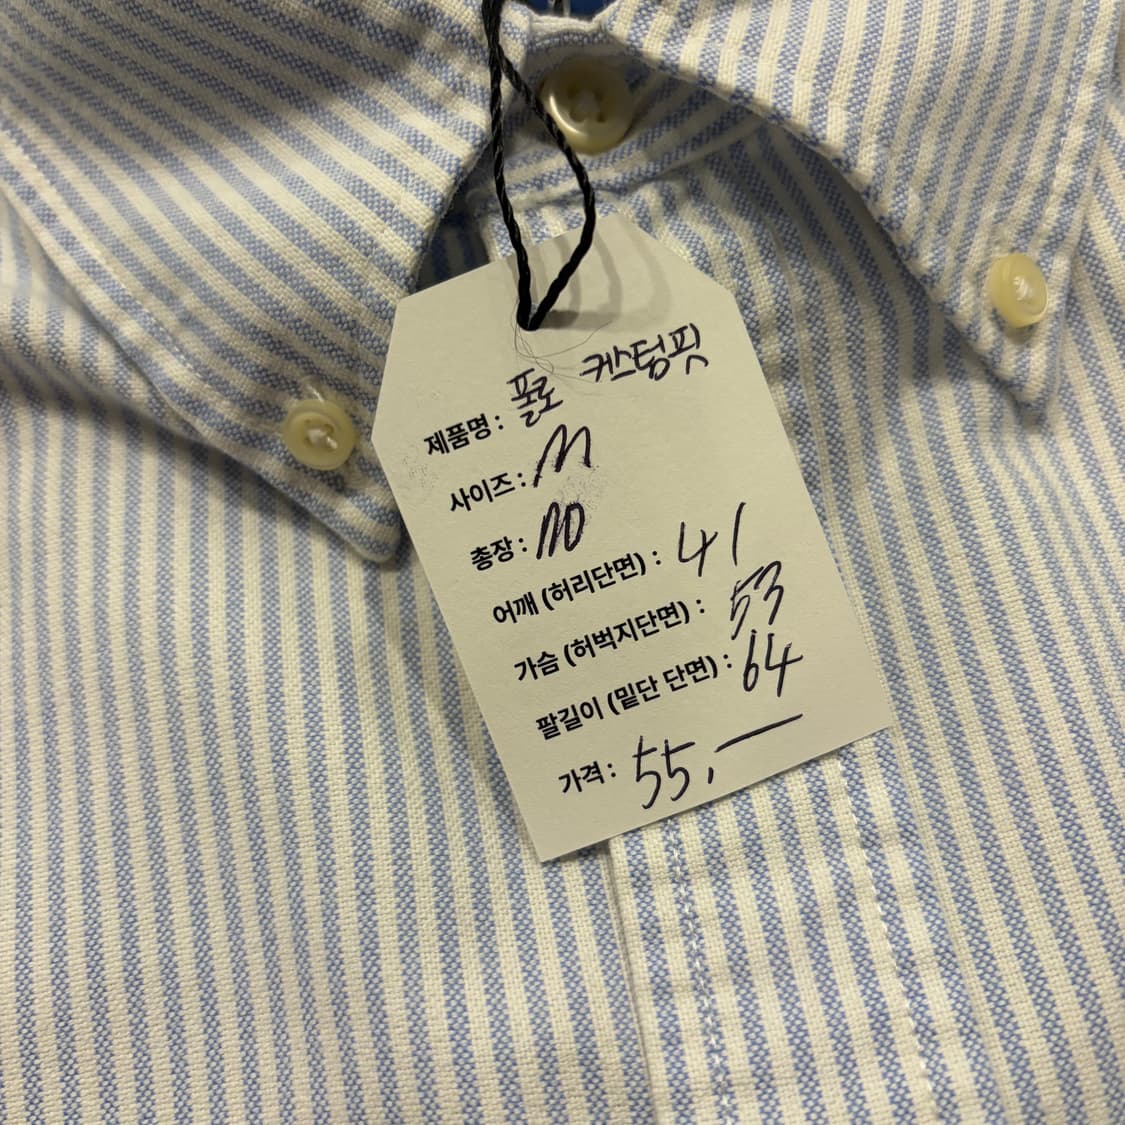 제품명 : 폴로 커스텀핏
사이즈 : M
총장 :
어깨 (허리단면) : 41
가슴 (허벅지단면) : 53
팔길이 (밑단 단면) : 64
가격 : 55,—